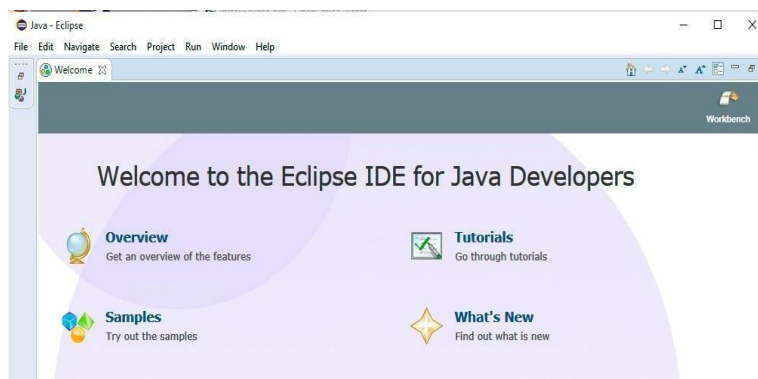 Java - Eclipse
File Edit Navigate Search Project Run Window Help
Welcome
Workbench
Welcome to the Eclipse IDE for Java Developers
Overview
Get an overview of the features
Tutorials
Go through tutorials
Samples
Try out the samples
What's New
Find out what is new